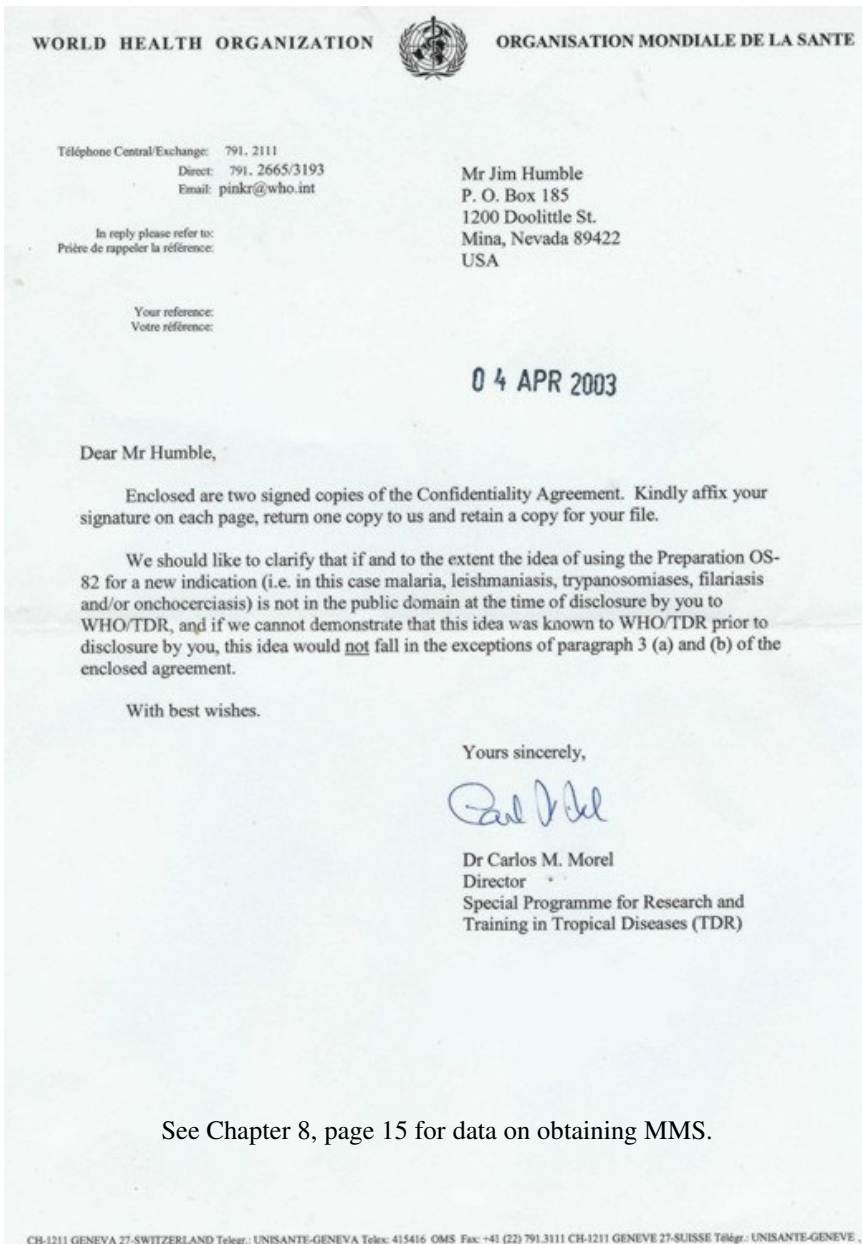 WORLD HEALTH ORGANIZATION
ORGANISATION MONDIALE DE LA SANTE
Téléphone Central/Exchange: 791. 2111
Direct: 791. 2665/3193
Email: pinkr@who.int
In reply please refer to:
Prière de rappeler la référence:
Your reference:
Votre référence:
Mr Jim Humble
P. O. Box 185
1200 Doolittle St.
Mina, Nevada 89422
USA
0 4 APR 2003
Dear Mr Humble,
Enclosed are two signed copies of the Confidentiality Agreement. Kindly affix your
signature on each page, return one copy to us and retain a copy for your file.
We should like to clarify that if and to the extent the idea of using the Preparation OS-
82 for a new indication (i.e. in this case malaria, leishmaniasis, trypanosomiases, filariasis
and/or onchocerciasis) is not in the public domain at the time of disclosure by you to
WHO/TDR, and if we cannot demonstrate that this idea was known to WHO/TDR prior to
disclosure by you, this idea would not fall in the exceptions of paragraph 3 (a) and (b) of the
enclosed agreement.
With best wishes.
Yours sincerely,
Dr Carlos M. Morel
Director
Special Programme for Research and
Training in Tropical Diseases (TDR)
See Chapter 8, page 15 for data on obtaining MMS.
CH-1211 GENEVA 27-SWITZERLAND Telegr.: UNISANTE-GENEVA Telex: 415416 OMS Fax: +41 (22) 791.3111 CH-1211 GENEVE 27-SUISSE Télégr.: UNISANTE-GENEVE